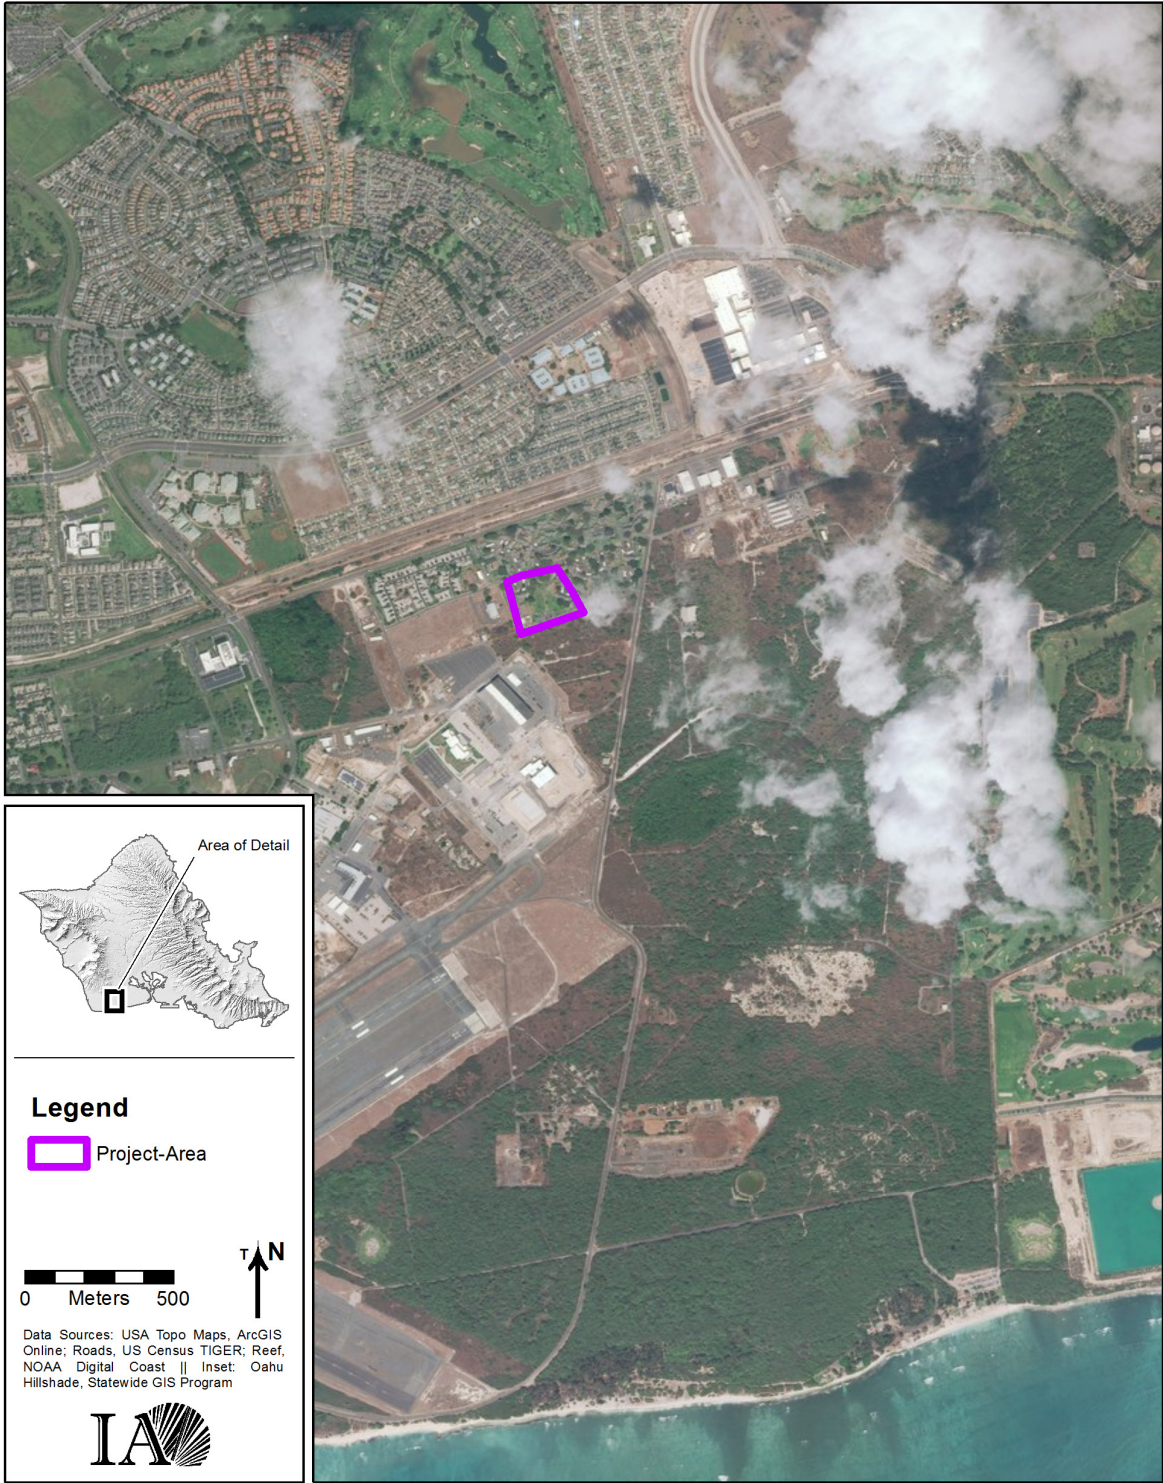 Area of Detail
Legend
Project-Area
T N
0 Meters 500
Data Sources: USA Topo Maps, ArcGIS
Online; Roads, US Census TIGER; Reef,
NOAA Digital Coast || Inset: Oahu
Hillshade, Statewide GIS Program
IA